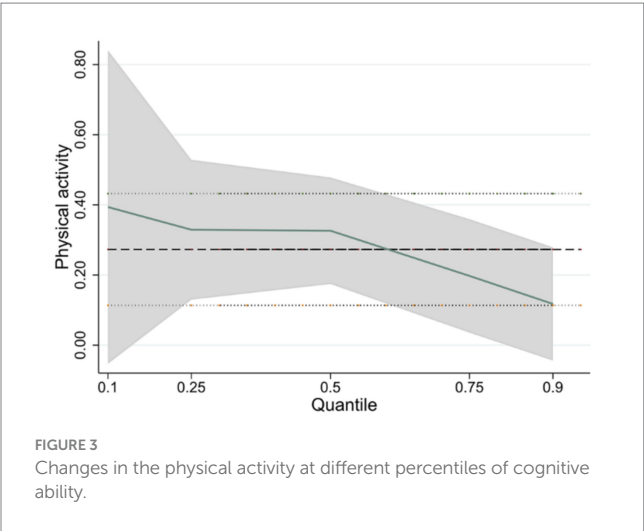 Physical activity
0.80
0.60
0.40
0.20
0.00
0.1 0.25 0.5 0.75 0.9
Quantile
FIGURE 3
Changes in the physical activity at different percentiles of cognitive
ability.